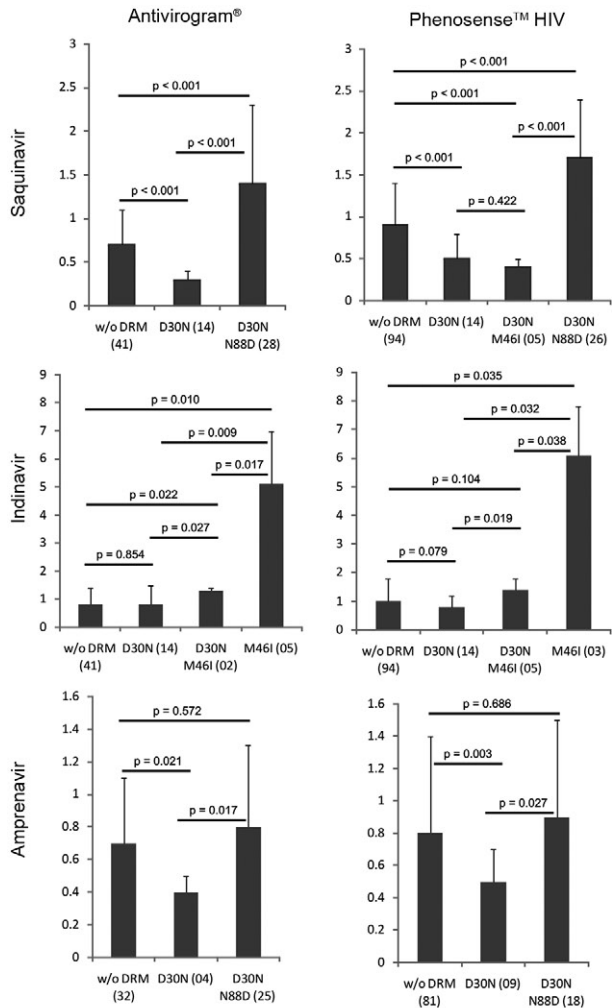 Antivirogram®
Phenosense™ HIV
Saquinavir
3
2.5
2
1.5
1
0.5
0
p < 0.001
p < 0.001
p < 0.001
w/o DRM
(41)
D30N (14)
D30N
N88D (28)
3
2.5
2
1.5
1
0.5
0
p < 0.001
p < 0.001
p < 0.001
p < 0.001
p = 0.422
w/o DRM
(94)
D30N (14)
D30N
M46I (05)
D30N
N88D (26)
Indinavir
9
8
7
6
5
4
3
2
1
0
p = 0.010
p = 0.009
p = 0.017
p = 0.022
p = 0.027
p = 0.854
w/o DRM
(41)
D30N (14)
D30N
M46I (02)
M46I (05)
9
8
7
6
5
4
3
2
1
0
p = 0.035
p = 0.032
p = 0.038
p = 0.104
p = 0.019
p = 0.079
w/o DRM
(94)
D30N (14)
D30N
M46I (05)
M46I (03)
Amprenavir
1.6
1.4
1.2
1
0.8
0.6
0.4
0.2
0
p = 0.572
p = 0.021
p = 0.017
w/o DRM
(32)
D30N (04)
D30N
N88D (25)
1.6
1.4
1.2
1
0.8
0.6
0.4
0.2
0
p = 0.686
p = 0.003
p = 0.027
w/o DRM
(81)
D30N (09)
D30N
N88D (18)